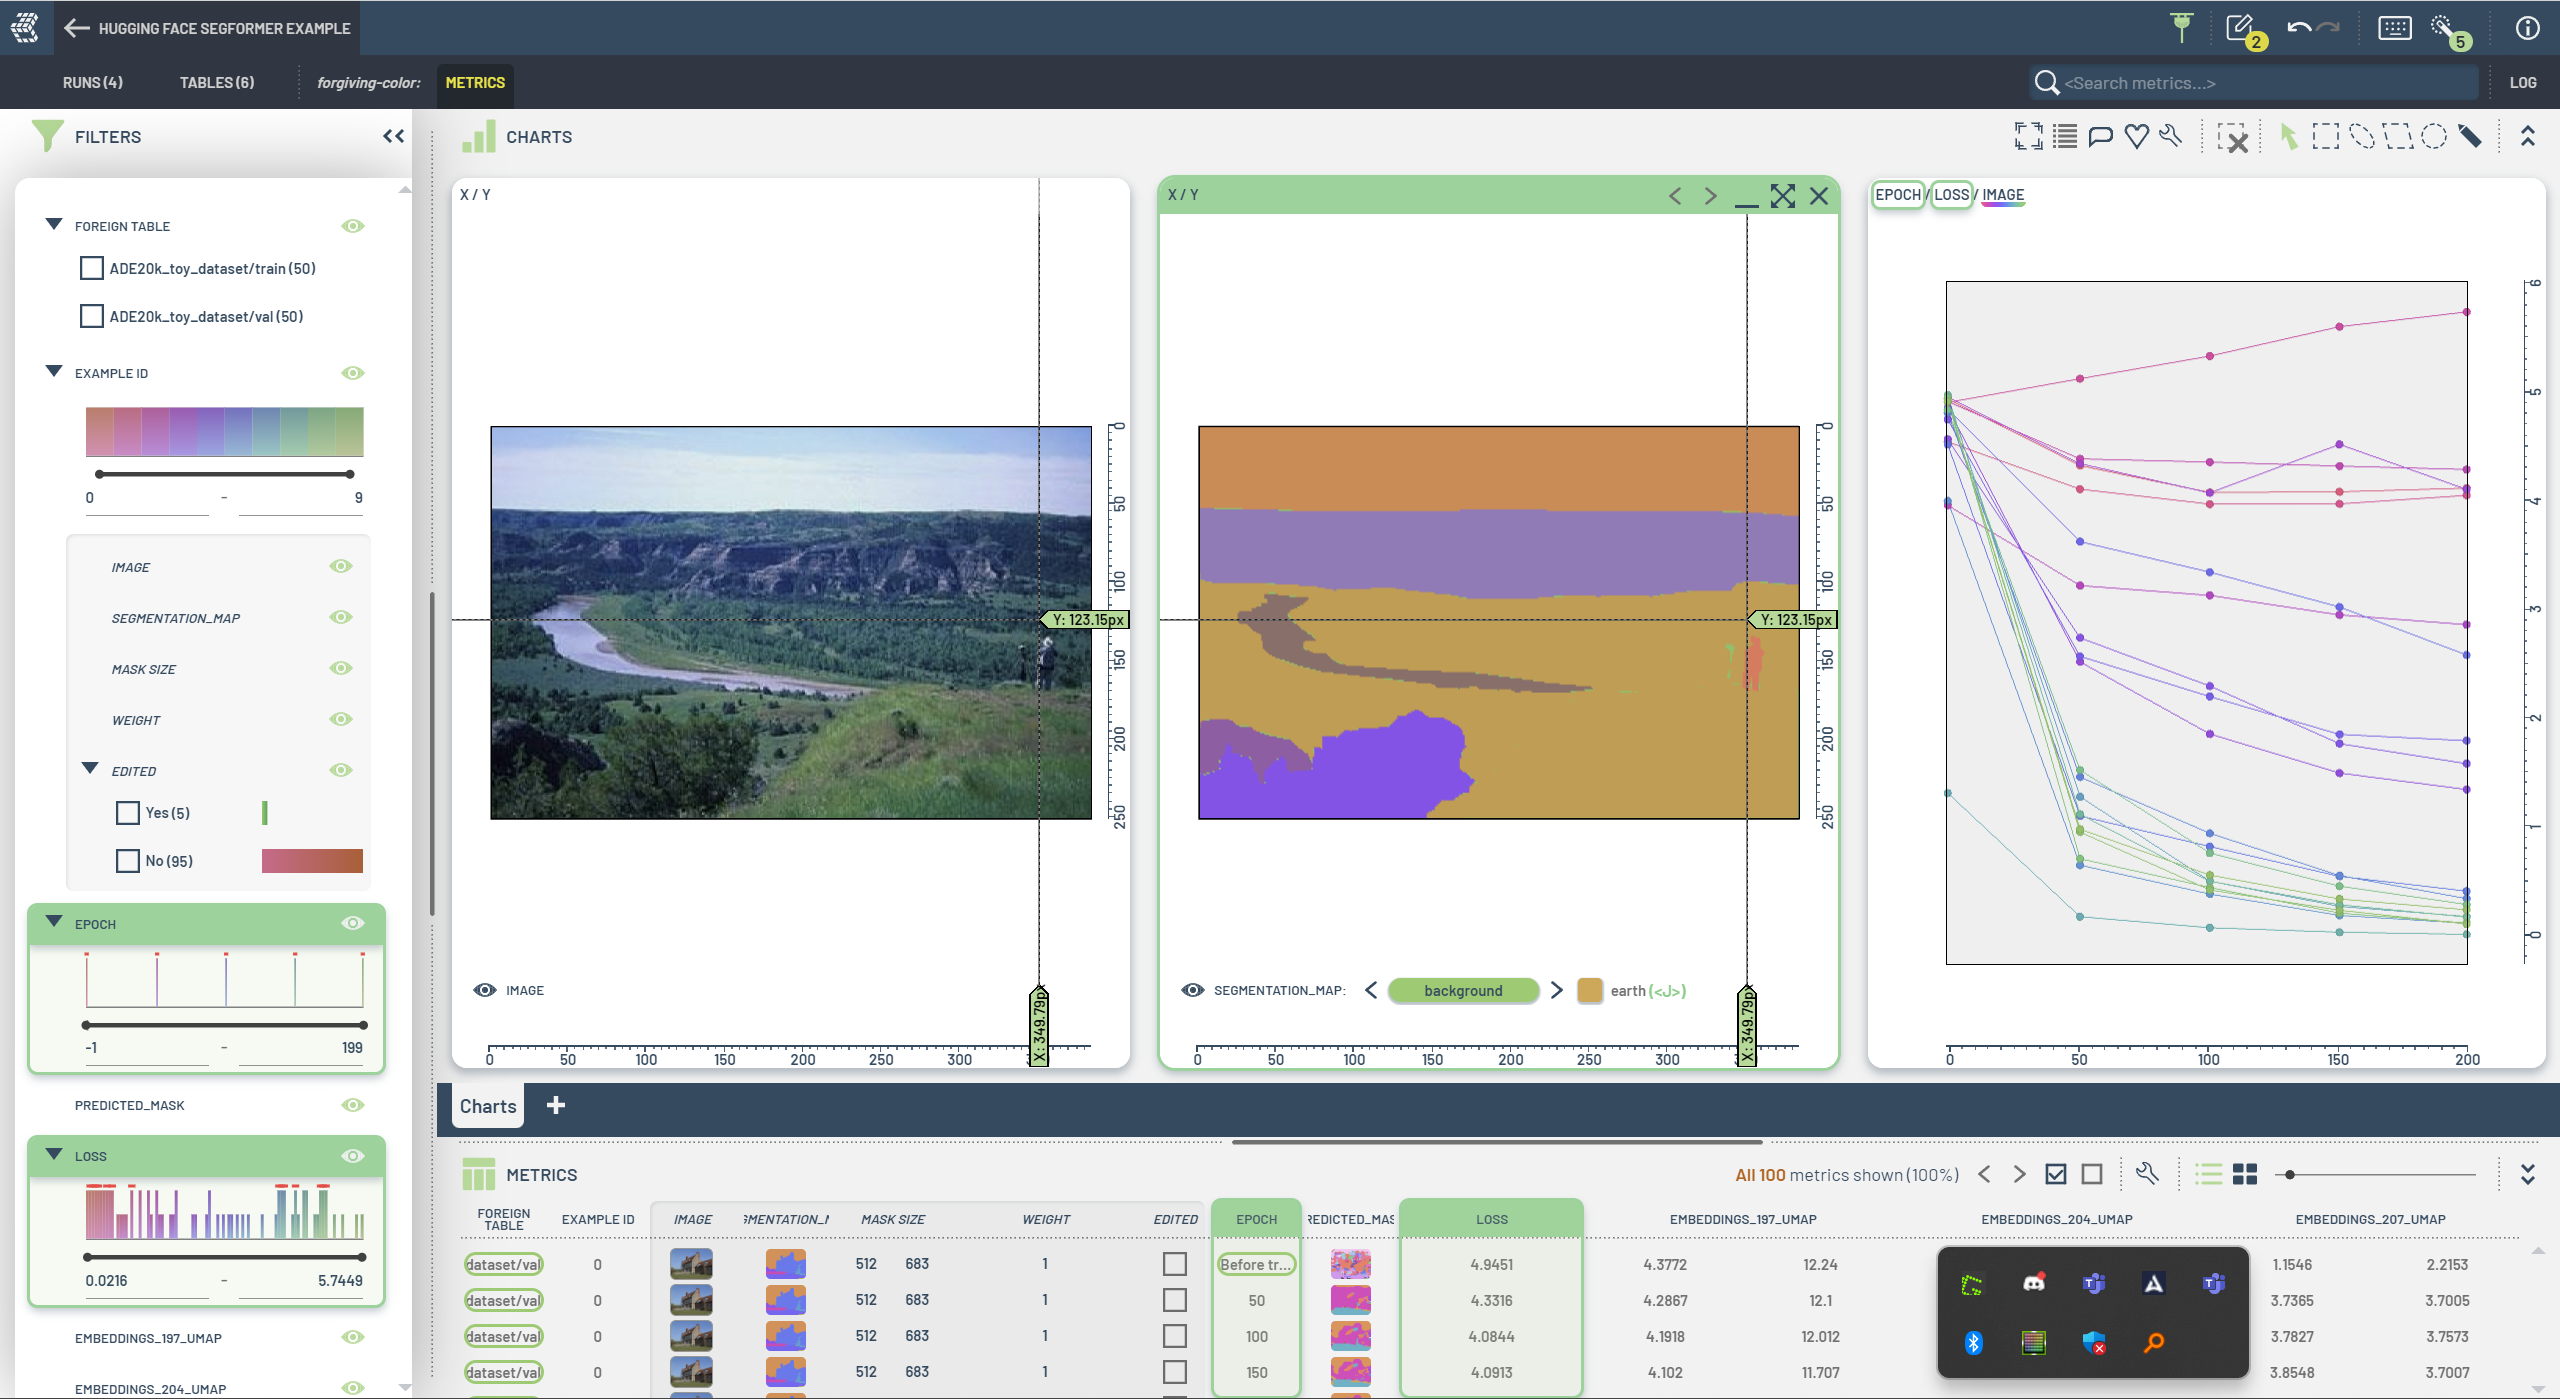 HUGGING FACE SEGFORMER EXAMPLE
2
5
RUNS (4)
TABLES (6)
forgiving-color:
METRICS
<Search metrics...>
LOG
FILTERS
CHARTS
FOREIGN TABLE
ADE20k_toy_dataset/train (50)
ADE20k_toy_dataset/val (50)
EXAMPLE ID
0 - 9
IMAGE
SEGMENTATION_MAP
MASK SIZE
WEIGHT
EDITED
Yes (5)
No (95)
EPOCH
-1 - 199
PREDICTED_MASK
LOSS
0.0216 - 5.7449
EMBEDDINGS_197_UMAP
EMBEDDINGS_204_UMAP
X / Y
0
50
100
Y: 123.15px
150
200
250
IMAGE
X: 349.79px
0 50 100 150 200 250 300
X / Y
0
50
100
Y: 123.15px
150
200
250
SEGMENTATION_MAP: background earth (<J>)
X: 349.79px
0 50 100 150 200 250 300
EPOCH / LOSS / IMAGE
6
5
4
3
2
1
0
0 50 100 150 200
Charts
METRICS
All 100 metrics shown (100%)
FOREIGN TABLE EXAMPLE ID IMAGE MASK SIZE WEIGHT EDITED EPOCH LOSS EMBEDDINGS_197_UMAP EMBEDDINGS_204_UMAP EMBEDDINGS_207_UMAP
dataset/val 0 512 683 1 Before tr... 4.9451 4.3772 12.24 1.1546 2.2153
dataset/val 0 512 683 1 50 4.3316 4.2867 12.1 3.7365 3.7005
dataset/val 0 512 683 1 100 4.0844 4.1918 12.012 3.7827 3.7573
dataset/val 0 512 683 1 150 4.0913 4.102 11.707 3.8548 3.7007